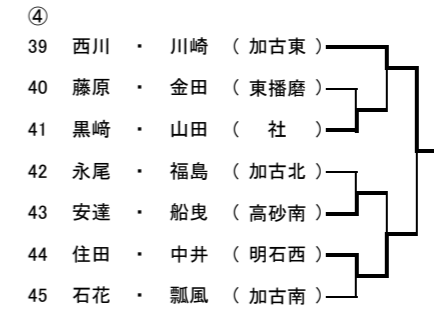 ④
39 西川 ・ 川崎 ( 加古東 )
40 藤原 ・ 金田 ( 東播磨 )
41 黒﨑 ・ 山田 ( 社 )
42 永尾 ・ 福島 ( 加古北 )
43 安達 ・ 船曳 ( 高砂南 )
44 住田 ・ 中井 ( 明石西 )
45 石花 ・ 瓢風 ( 加古南 )